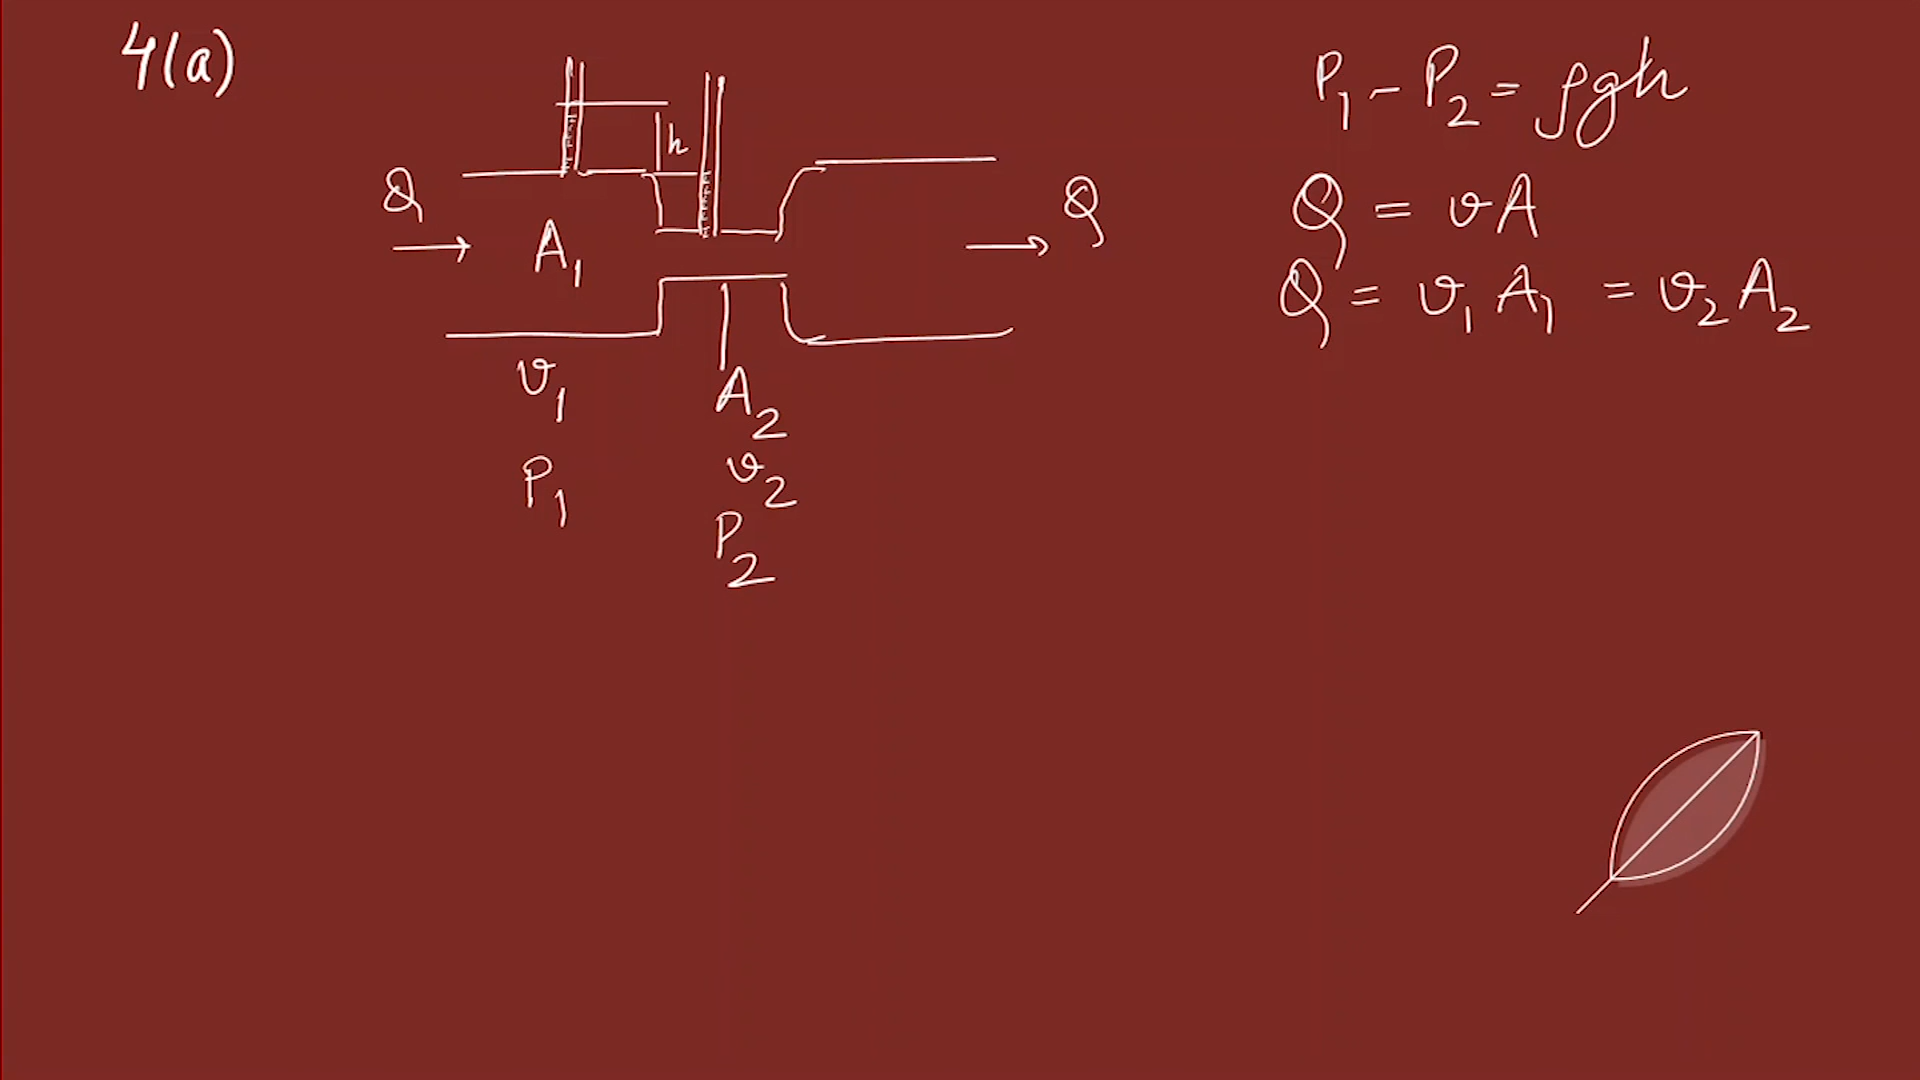 4(a)
P₁ - P₂ = ρgh
h
Q
A₁
Q
Q = vA
Q = v₁ A₁ = v₂ A₂
v₁
A₂
P₁
v₂
P₂